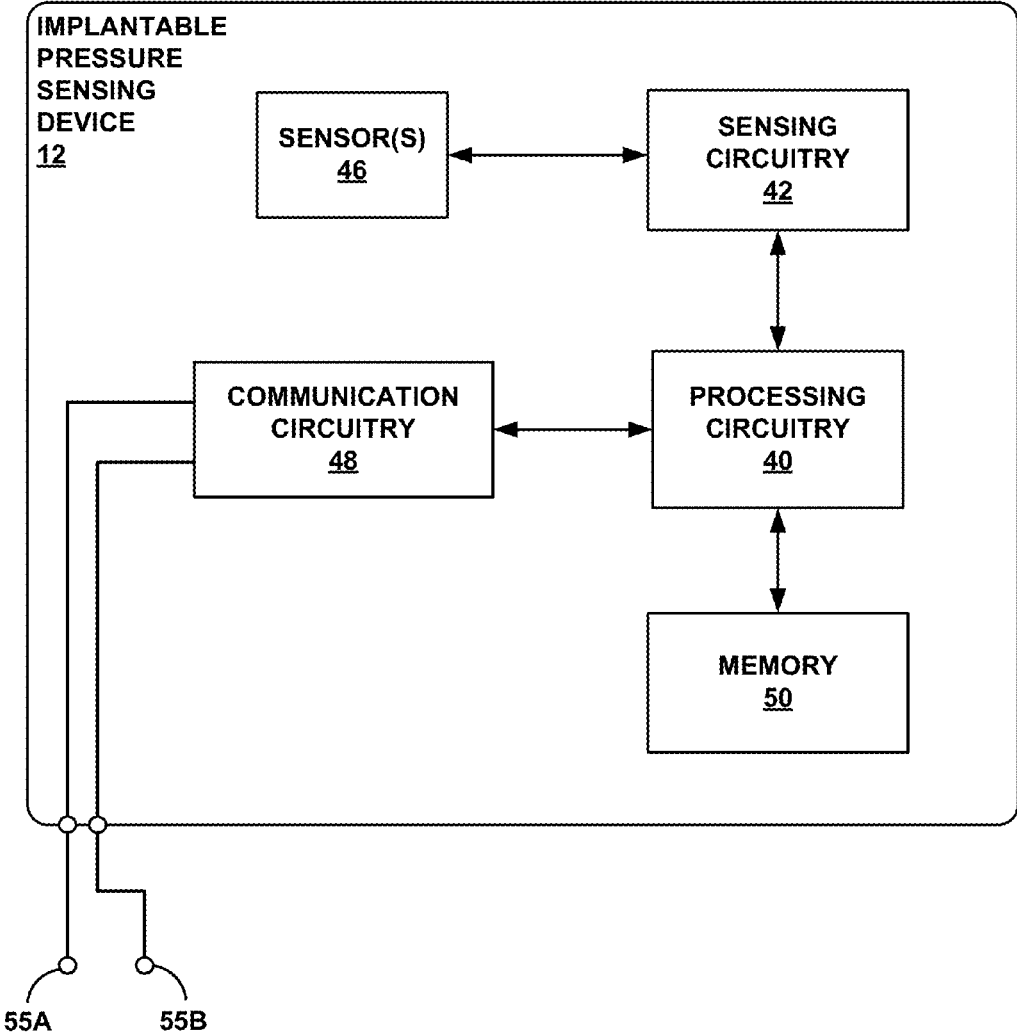 IMPLANTABLE
PRESSURE
SENSING
DEVICE
12
SENSOR(S)
46
SENSING
CIRCUITRY
42
COMMUNICATION
CIRCUITRY
48
PROCESSING
CIRCUITRY
40
MEMORY
50
55A
55B